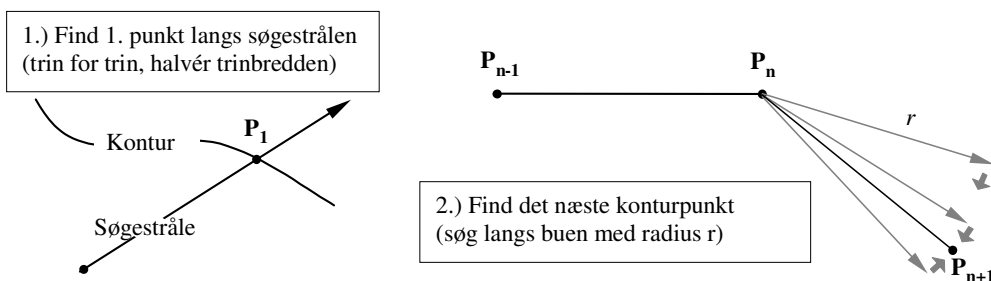 1.) Find 1. punkt langs søgestrålen
(trin for trin, halvér trinbredden)
P1
Kontur
Søgestråle
Pn-1
Pn
r
2.) Find det næste konturpunkt
(søg langs buen med radius r)
Pn+1